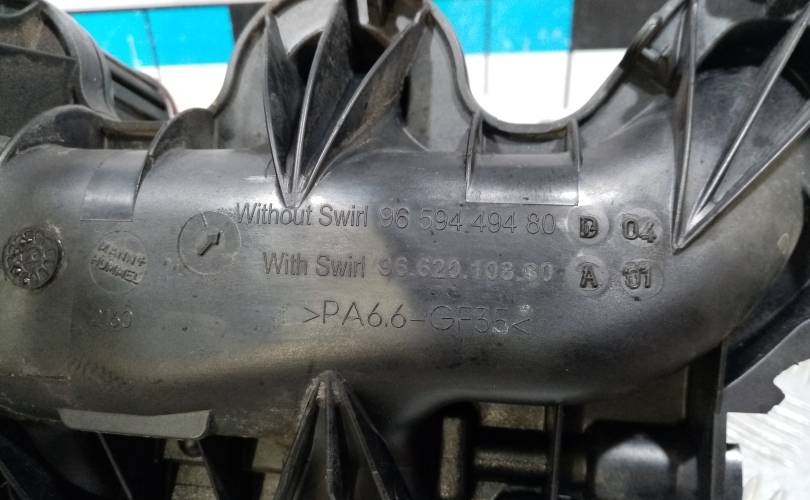 Without Swirl 96 594 494 80 D 04
With Swirl 96.620.108.80 A 01
MANN+
HUMMEL
>PA6.6-GF35<